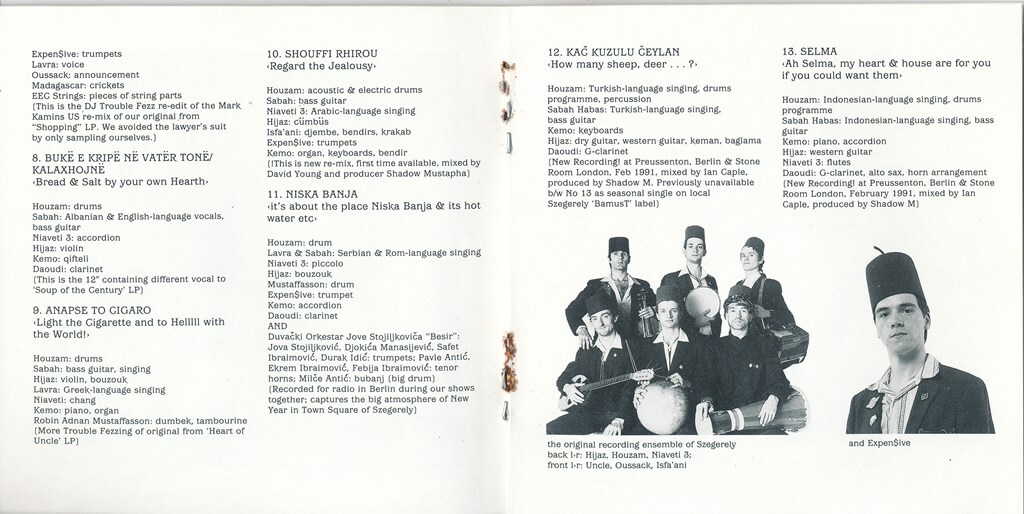 Expen$ive: trumpets
Lavra: voice
Oussack: announcement
Madagascar: crickets
EEC Strings: pieces of string parts
(This is the DJ Trouble Fezz re-edit of the Mark
Kamins US re-mix of our original from
“Shopping” LP. We avoided the lawyer's suit
by only sampling ourselves.)
8. BUKË E KRIPË NË VATËR TONË/
KALAXHOJNË
‹Bread & Salt by your own Hearth›
Houzam: drums
Sabah: Albanian & English-language vocals,
bass guitar
Niaveti 3: accordion
Hijaz: violin
Kemo: qifteli
Daoudi: clarinet
(This is the 12" containing different vocal to
'Soup of the Century' LP)
9. ANAPSE TO CIGARO
‹Light the Cigarette and to Helllll with
the World!›
Houzam: drums
Sabah: bass guitar, singing
Hijaz: violin, bouzouk
Lavra: Greek-language singing
Niaveti: chang
Kemo: piano, organ
Robin Adnan Mustaffasson: dumbek, tambourine
(More Trouble Fezzing of original from 'Heart of
Uncle' LP)
10. SHOUFFI RHIROU
‹Regard the Jealousy›
Houzam: acoustic & electric drums
Sabah: bass guitar
Niaveti 3: Arabic-language singing
Hijaz: cümbüs
Isfa'ani: djembe, bendirs, krakab
Expen$ive: trumpets
Kemo: organ, keyboards, bendir
(!This is new re-mix, first time available, mixed by
David Young and producer Shadow Mustapha)
11. NISKA BANJA
‹it's about the place Niska Banja & its hot
water etc›
Houzam: drum
Lavra & Sabah: Serbian & Rom-language singing
Niaveti 3: piccolo
Hijaz: bouzouk
Mustaffasson: drum
Expen$ive: trumpet
Kemo: accordion
Daoudi: clarinet
AND
Duvački Orkestar Jove Stojiljkoviča “Besir”:
Jova Stojiljković, Djokiča Manasijević, Safet
Ibraimović, Durak Idić: trumpets; Pavle Antić,
Ekrem Ibraimović, Febija Ibraimović: tenor
horns; Milče Antić: bubanj (big drum)
(Recorded for radio in Berlin during our shows
together; captures the big atmosphere of New
Year in Town Square of Szegerely)
12. KAČ KUZULU ČEYLAN
‹How many sheep, deer . . . ?›
Houzam: Turkish-language singing, drums
programme, percussion
Sabah Habas: Turkish-language singing,
bass guitar
Kemo: keyboards
Hijaz: dry guitar, western guitar, keman, baglama
Daoudi: G-clarinet
(New Recording! at Preussenton, Berlin & Stone
Room London, Feb 1991, mixed by Ian Caple,
produced by Shadow M. Previously unavailable
b/w No 13 as seasonal single on local
Szegerely 'BamusT' label)
13. SELMA
‹Ah Selma, my heart & house are for you
if you could want them›
Houzam: Indonesian-language singing, drums
programme
Sabah Habas: Indonesian-language singing, bass
guitar
Kemo: piano, accordion
Hijaz: western guitar
Niaveti 3: flutes
Daoudi: G-clarinet, alto sax, horn arrangement
(New Recording! at Preussenton, Berlin & Stone
Room London, February 1991, mixed by Ian
Caple, produced by Shadow M)
the original recording ensemble of Szegerely
back l-r: Hijaz, Houzam, Niaveti 3;
front l-r: Uncle, Oussack, Isfa'ani
and Expen$ive